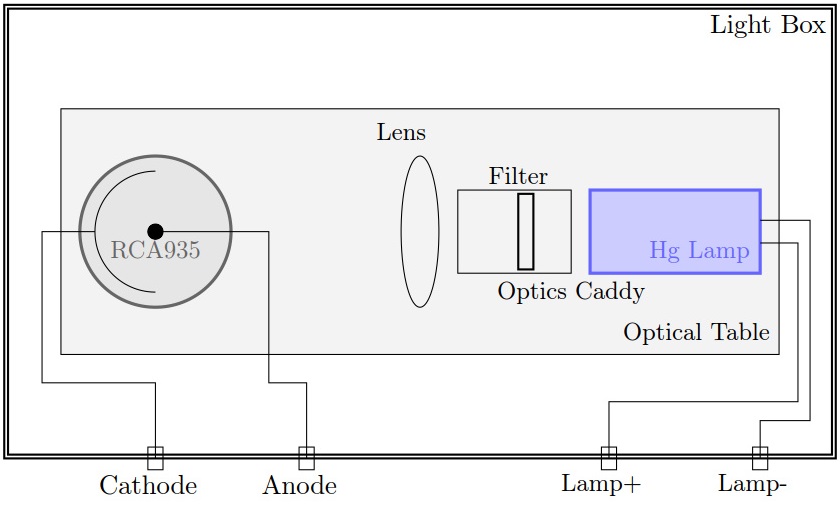 Light Box
Lens
Filter
RCA935
Hg Lamp
Optics Caddy
Optical Table
Cathode
Anode
Lamp+
Lamp-